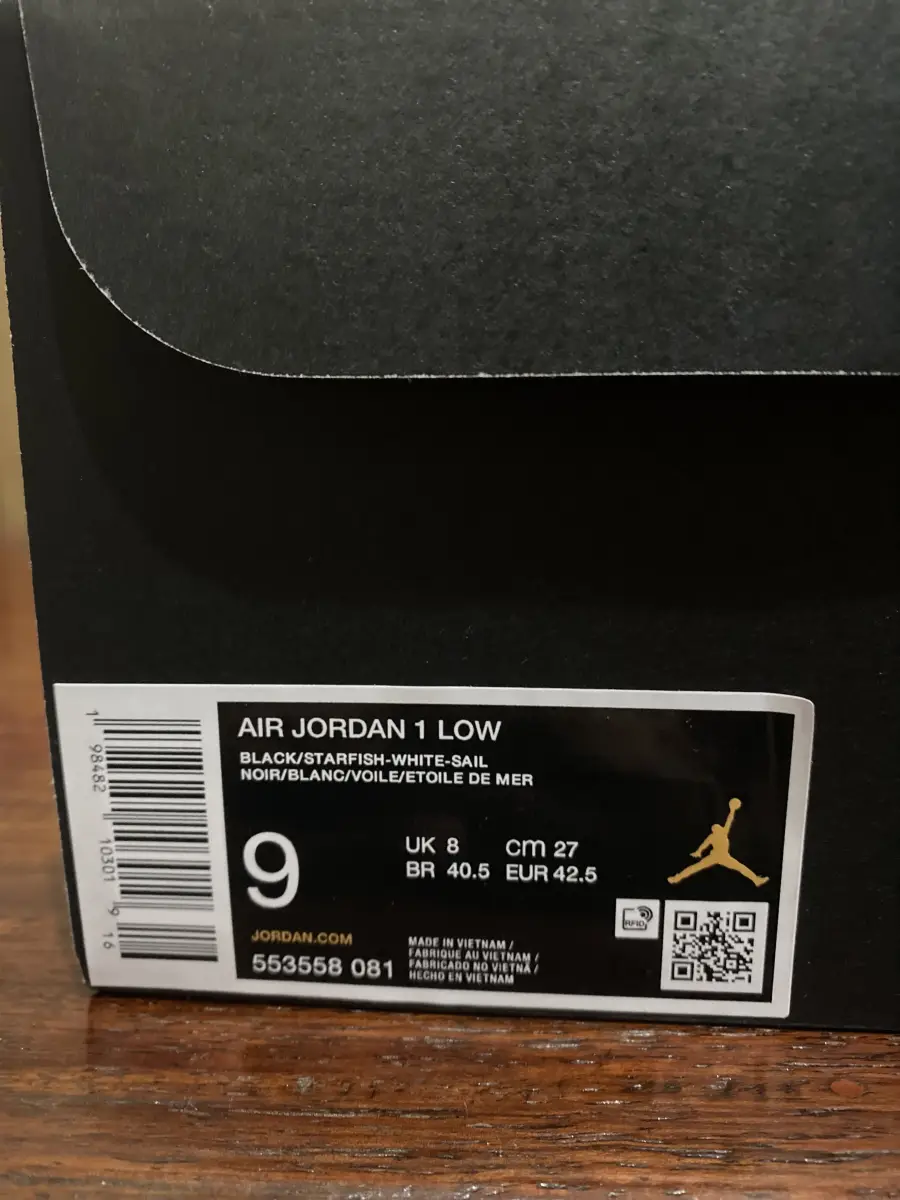 AIR JORDAN 1 LOW
BLACK/STARFISH-WHITE-SAIL
NOIR/BLANC/VOILE/ETOILE DE MER
9
UK 8 CM 27
BR 40.5 EUR 42.5
JORDAN.COM
553558 081
MADE IN VIETNAM /
FABRIQUE AU VIETNAM /
FABRICADO NO VIETNÃ /
HECHO EN VIETNAM
RFID
1 98482 10301 9 16